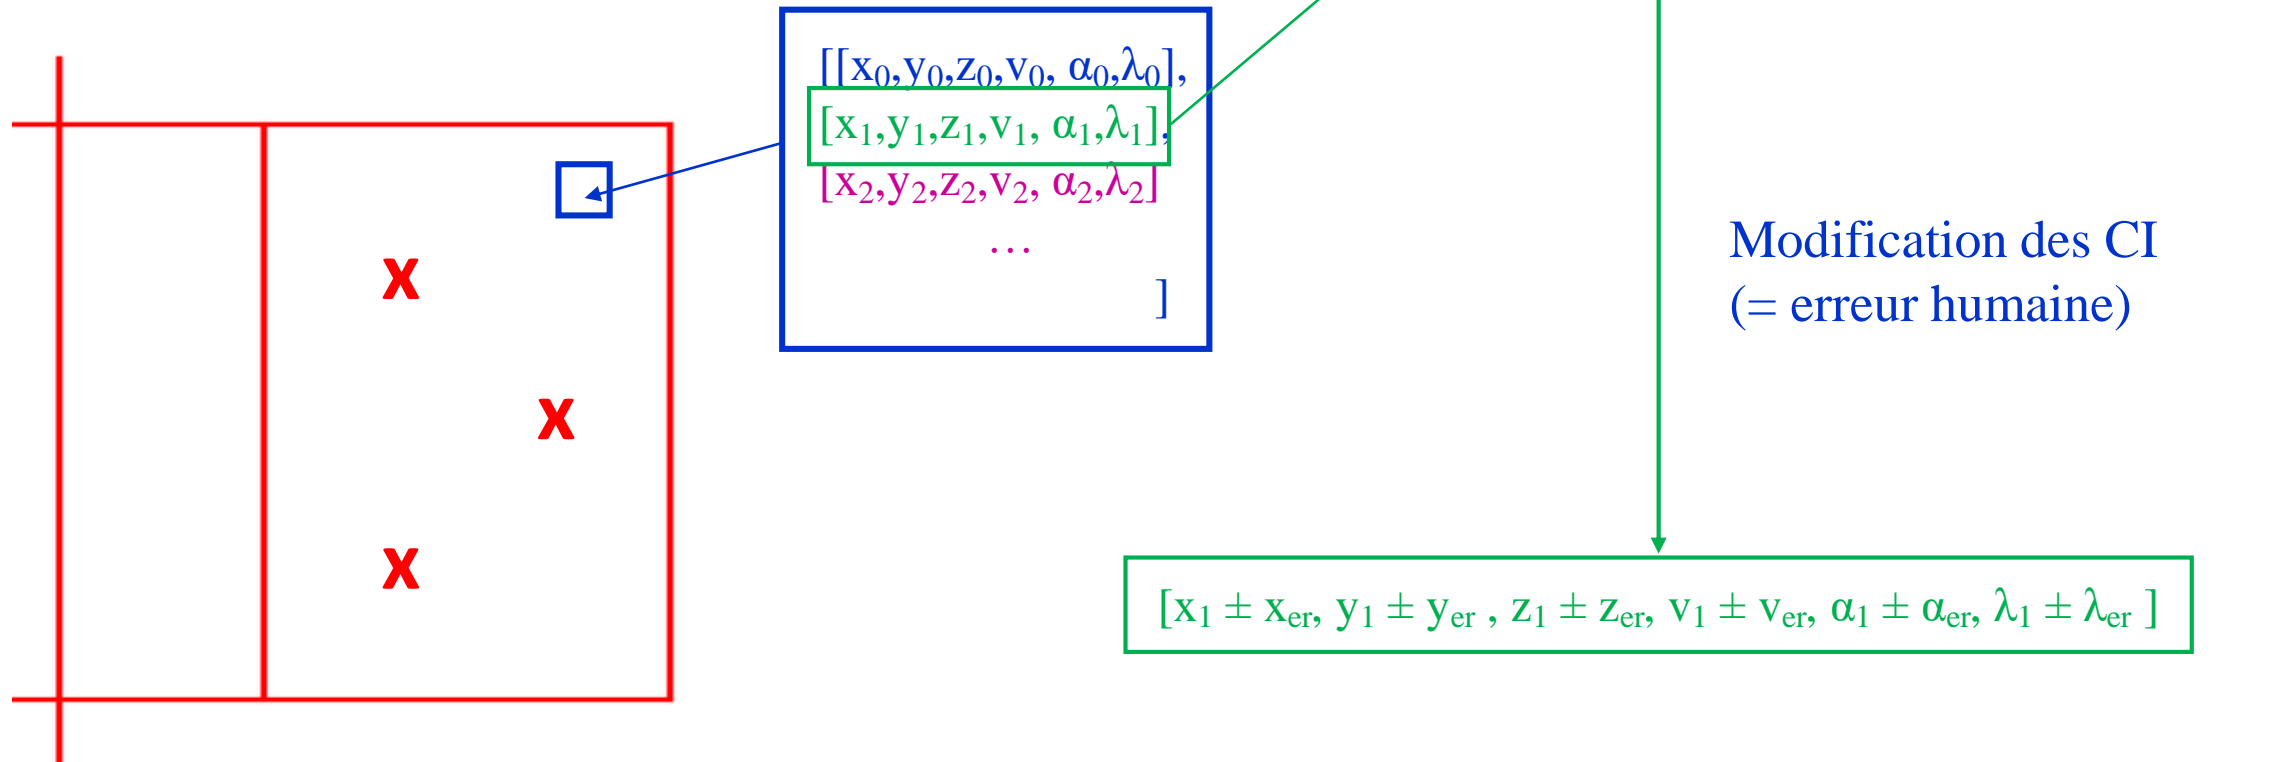 [[x₀,y₀,z₀,v₀, α₀,λ₀],
[x₁,y₁,z₁,v₁, α₁,λ₁],
[x₂,y₂,z₂,v₂, α₂,λ₂]
…
]
Modification des CI
(= erreur humaine)
x
x
x
[x₁ ± xₑᵣ, y₁ ± yₑᵣ , z₁ ± zₑᵣ, v₁ ± vₑᵣ, α₁ ± αₑᵣ, λ₁ ± λₑᵣ ]